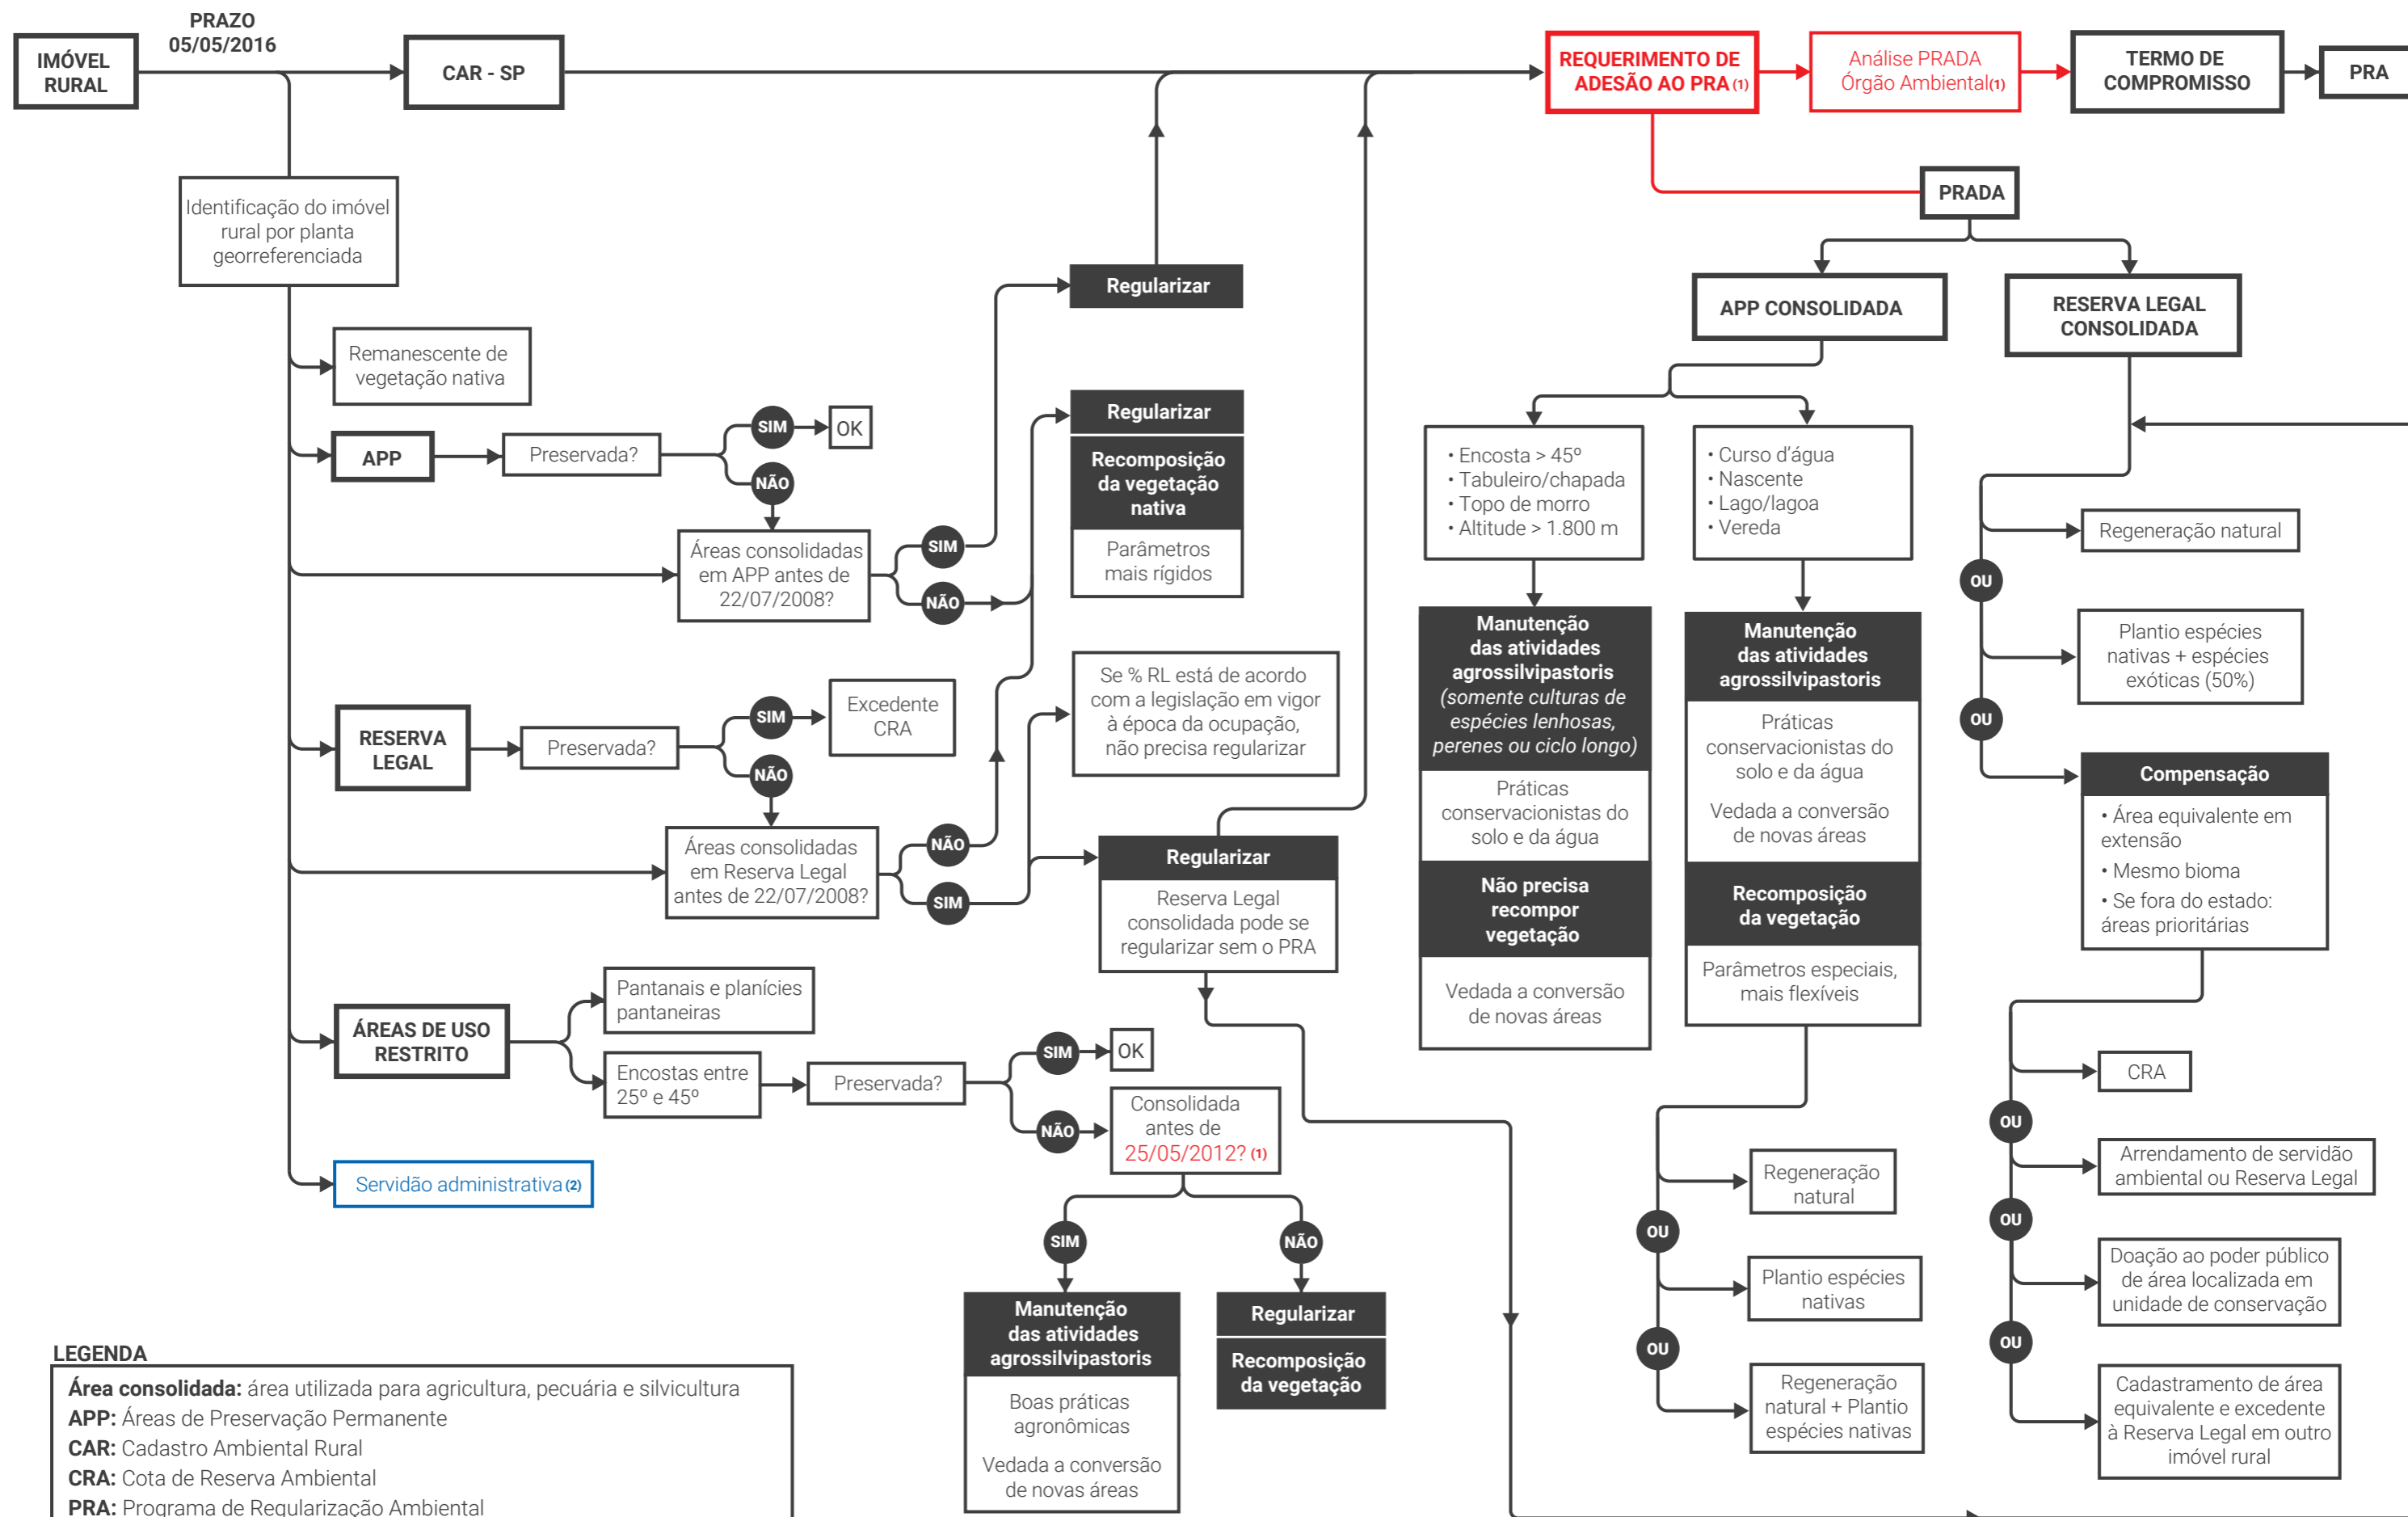 PRAZO
05/05/2016
IMÓVEL
RURAL
CAR - SP
REQUERIMENTO DE
ADESÃO AO PRA (1)
Análise PRADA
Órgão Ambiental(1)
TERMO DE
COMPROMISSO
PRA
PRADA
Identificação do imóvel
rural por planta
georreferenciada
Remanescente de
vegetação nativa
APP
Preservada?
SIM
OK
NÃO
Áreas consolidadas
em APP antes de
22/07/2008?
SIM
NÃO
Regularizar
Regularizar
Recomposição
da vegetação
nativa
Parâmetros
mais rígidos
RESERVA
LEGAL
Preservada?
SIM
Excedente
CRA
NÃO
Áreas consolidadas
em Reserva Legal
antes de 22/07/2008?
NÃO
SIM
Se % RL está de acordo
com a legislação em vigor
à época da ocupação,
não precisa regularizar
Regularizar
Reserva Legal
consolidada pode se
regularizar sem o PRA
ÁREAS DE USO
RESTRITO
Pantanais e planícies
pantaneiras
Encostas entre
25º e 45º
Preservada?
SIM
OK
NÃO
Consolidada
antes de
25/05/2012? (1)
SIM
NÃO
Manutenção
das atividades
agrossilvipastoris
Boas práticas
agronômicas
Vedada a conversão
de novas áreas
Regularizar
Recomposição
da vegetação
Servidão administrativa(2)
APP CONSOLIDADA
RESERVA LEGAL
CONSOLIDADA
• Encosta > 45º
• Tabuleiro/chapada
• Topo de morro
• Altitude > 1.800 m
• Curso d’água
• Nascente
• Lago/lagoa
• Vereda
Manutenção
das atividades
agrossilvipastoris
(somente culturas de
espécies lenhosas,
perenes ou ciclo longo)
Práticas
conservacionistas do
solo e da água
Não precisa
recompor
vegetação
Vedada a conversão
de novas áreas
Manutenção
das atividades
agrossilvipastoris
Práticas
conservacionistas do
solo e da água
Vedada a conversão
de novas áreas
Recomposição
da vegetação
Parâmetros especiais,
mais flexíveis
Regeneração
natural
OU
Plantio espécies
nativas
OU
Regeneração
natural + Plantio
espécies nativas
Regeneração natural
OU
Plantio espécies
nativas + espécies
exóticas (50%)
OU
Compensação
• Área equivalente em
extensão
• Mesmo bioma
• Se fora do estado:
áreas prioritárias
CRA
OU
Arrendamento de servidão
ambiental ou Reserva Legal
OU
Doação ao poder público
de área localizada em
unidade de conservação
OU
Cadastramento de área
equivalente e excedente
à Reserva Legal em outro
imóvel rural
LEGENDA
Área consolidada: área utilizada para agricultura, pecuária e silvicultura
APP: Áreas de Preservação Permanente
CAR: Cadastro Ambiental Rural
CRA: Cota de Reserva Ambiental
PRA: Programa de Regularização Ambiental